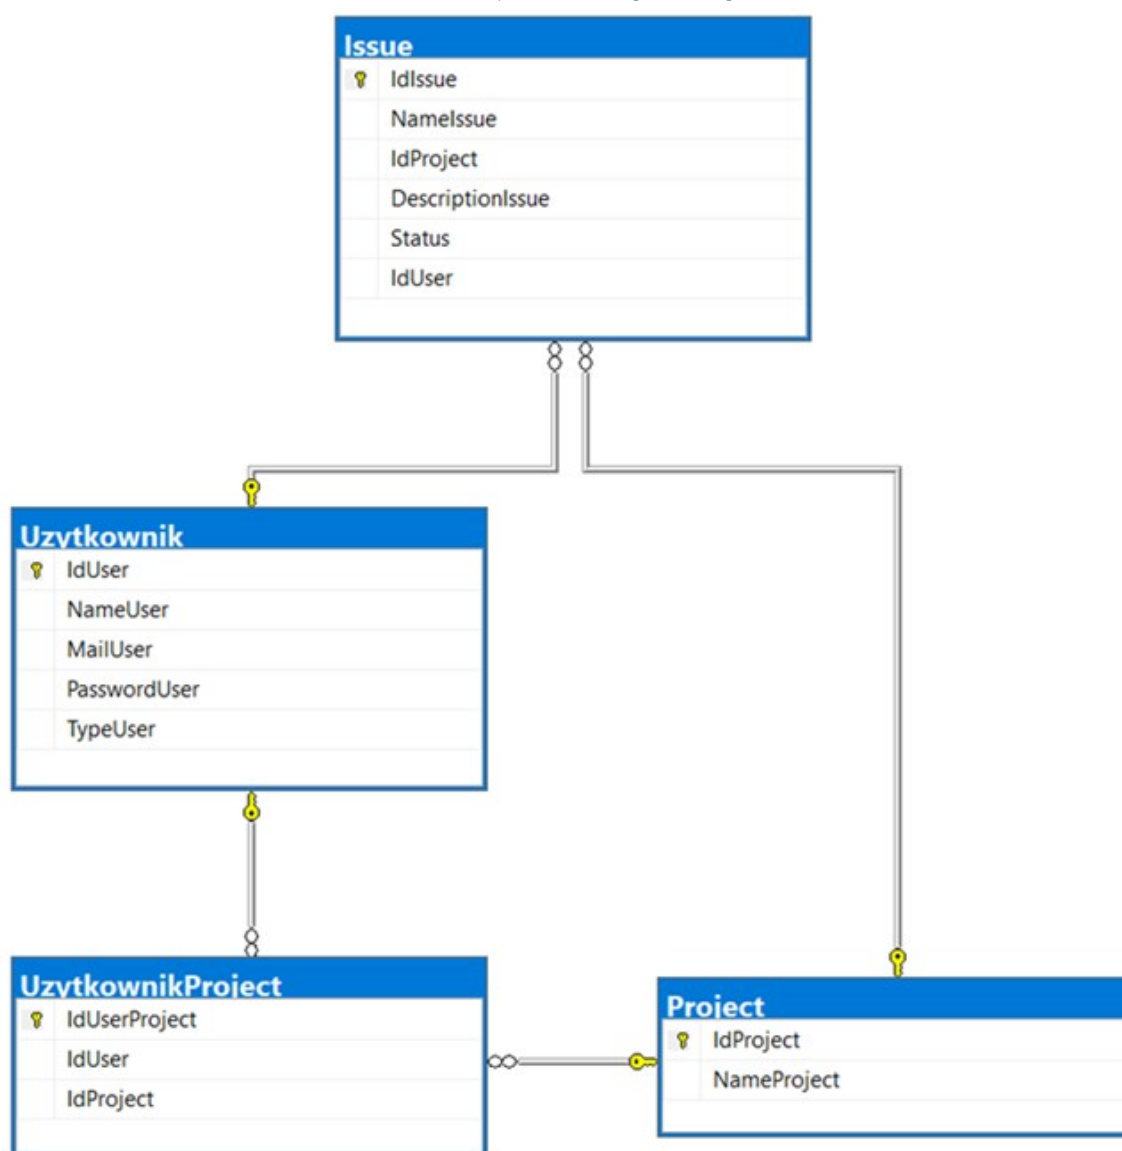 Issue
IdIssue
NameIssue
IdProject
DescriptionIssue
Status
IdUser
Uzytkownik
IdUser
NameUser
MailUser
PasswordUser
TypeUser
UzytkownikProject
IdUserProject
IdUser
IdProject
Project
IdProject
NameProject